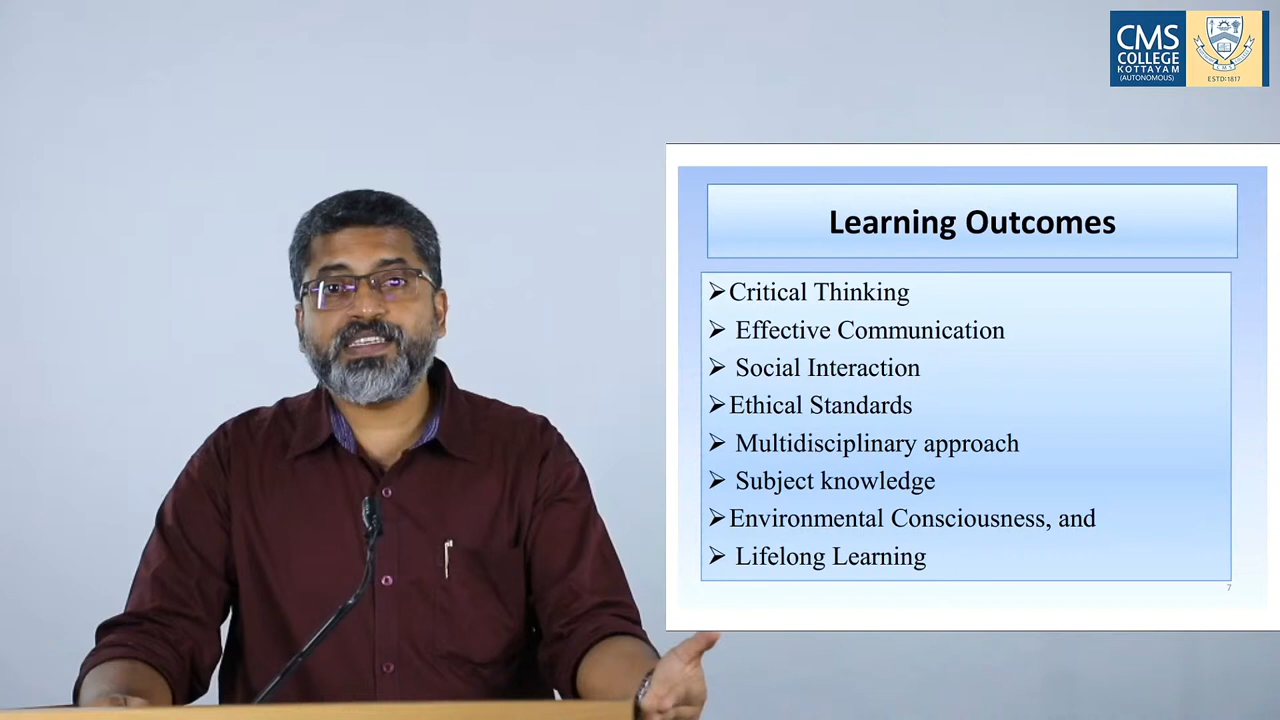 CMS
COLLEGE
KOTTAYAM
(AUTONOMOUS)
ESTD:1817
Learning Outcomes
➢Critical Thinking
➢ Effective Communication
➢ Social Interaction
➢Ethical Standards
➢ Multidisciplinary approach
➢ Subject knowledge
➢Environmental Consciousness, and
➢ Lifelong Learning
7